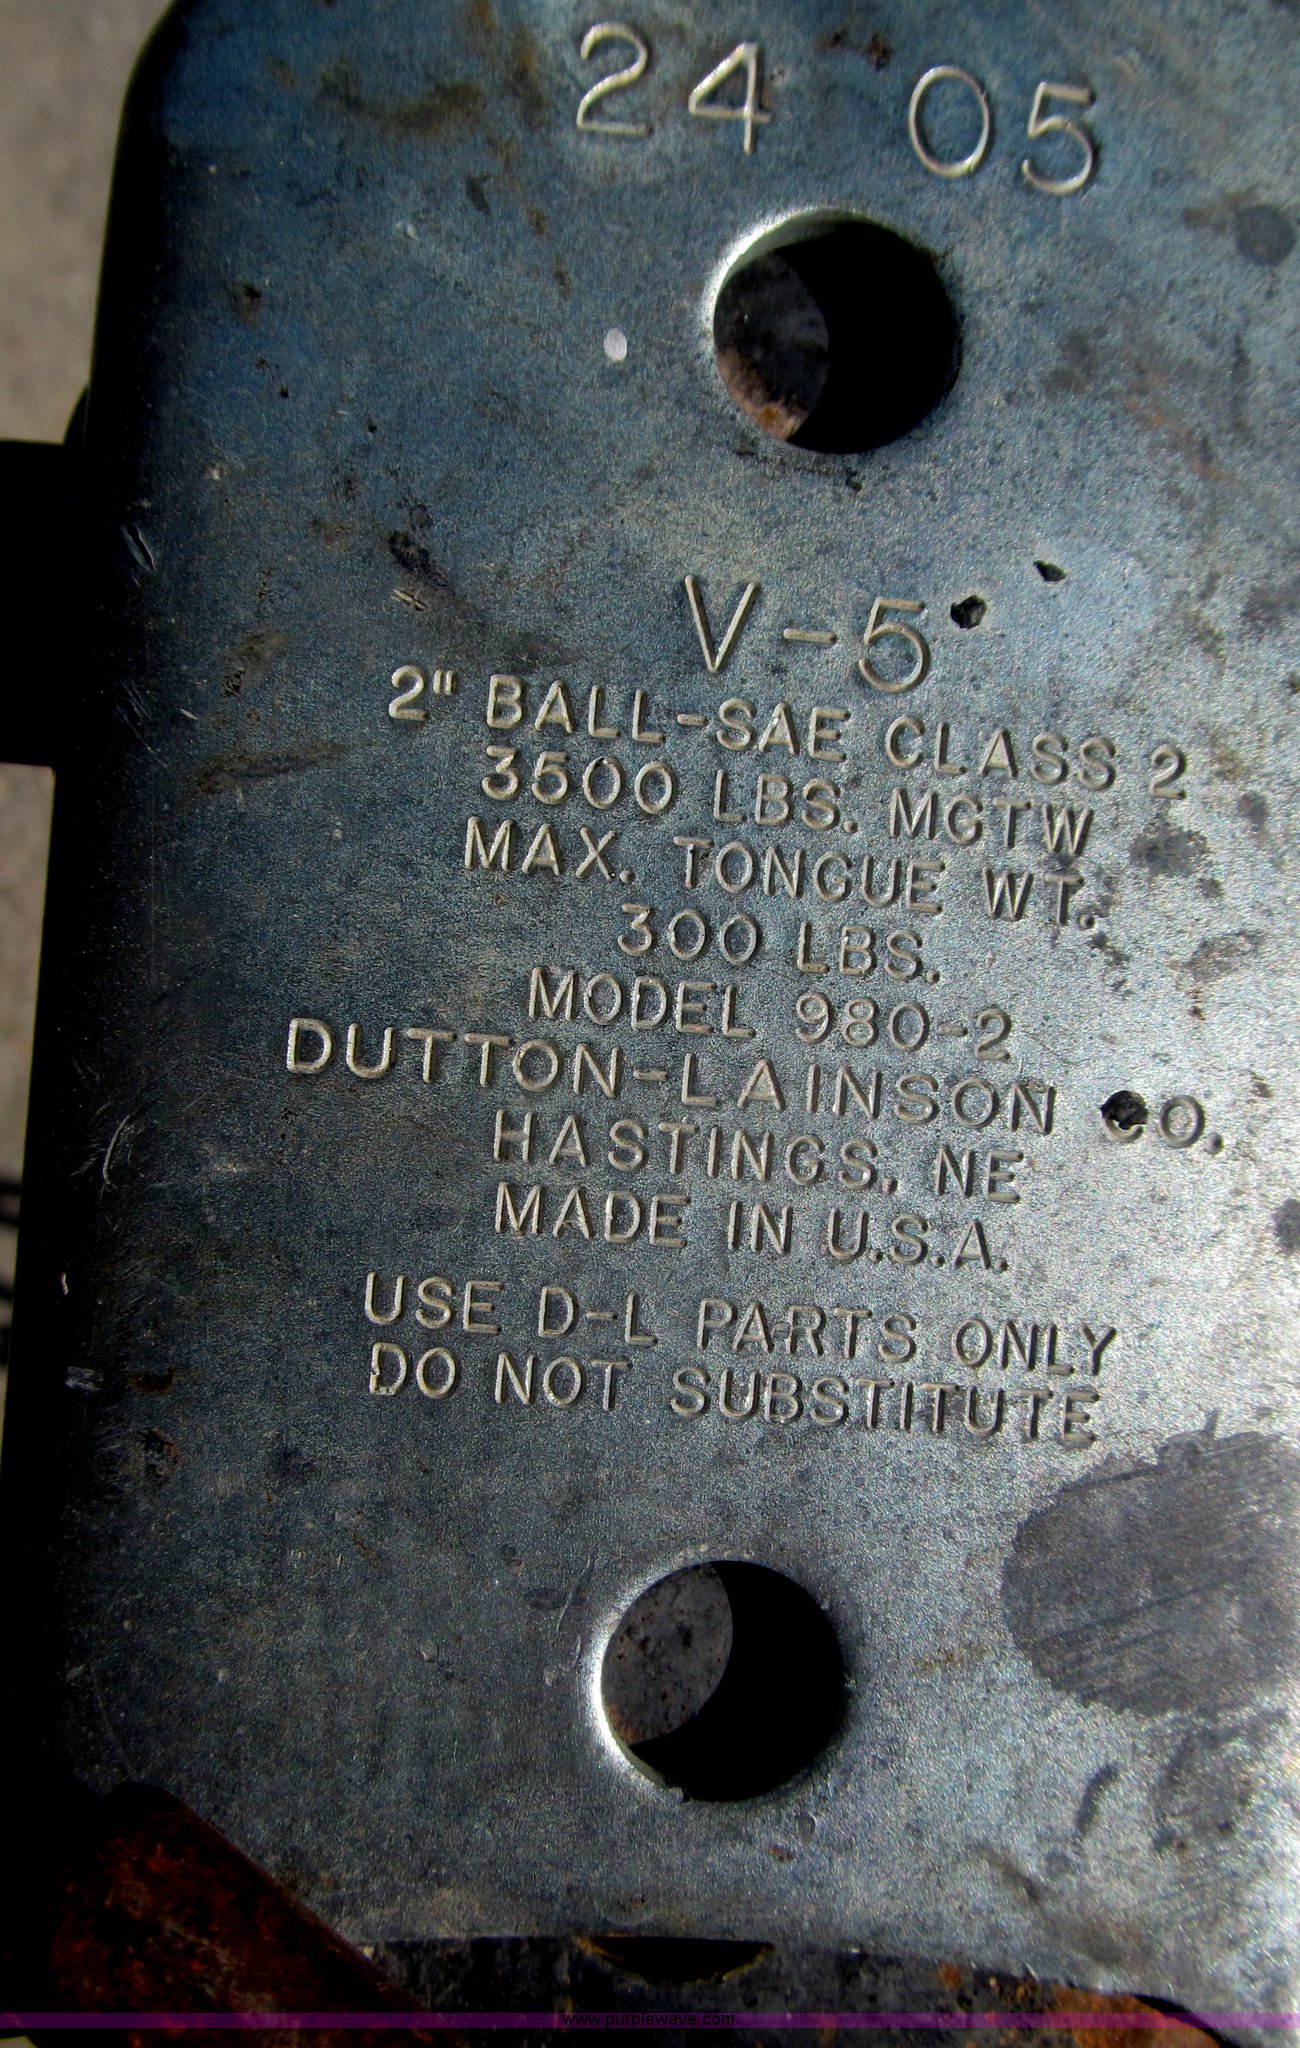 24 05
V-5
2" BALL-SAE CLASS 2
3500 LBS. MGTW
MAX. TONGUE WT.
300 LBS.
MODEL 980-2
DUTTON-LAINSON CO.
HASTINGS, NE
MADE IN U.S.A.
USE D-L PARTS ONLY
DO NOT SUBSTITUTE
www.purplewave.com